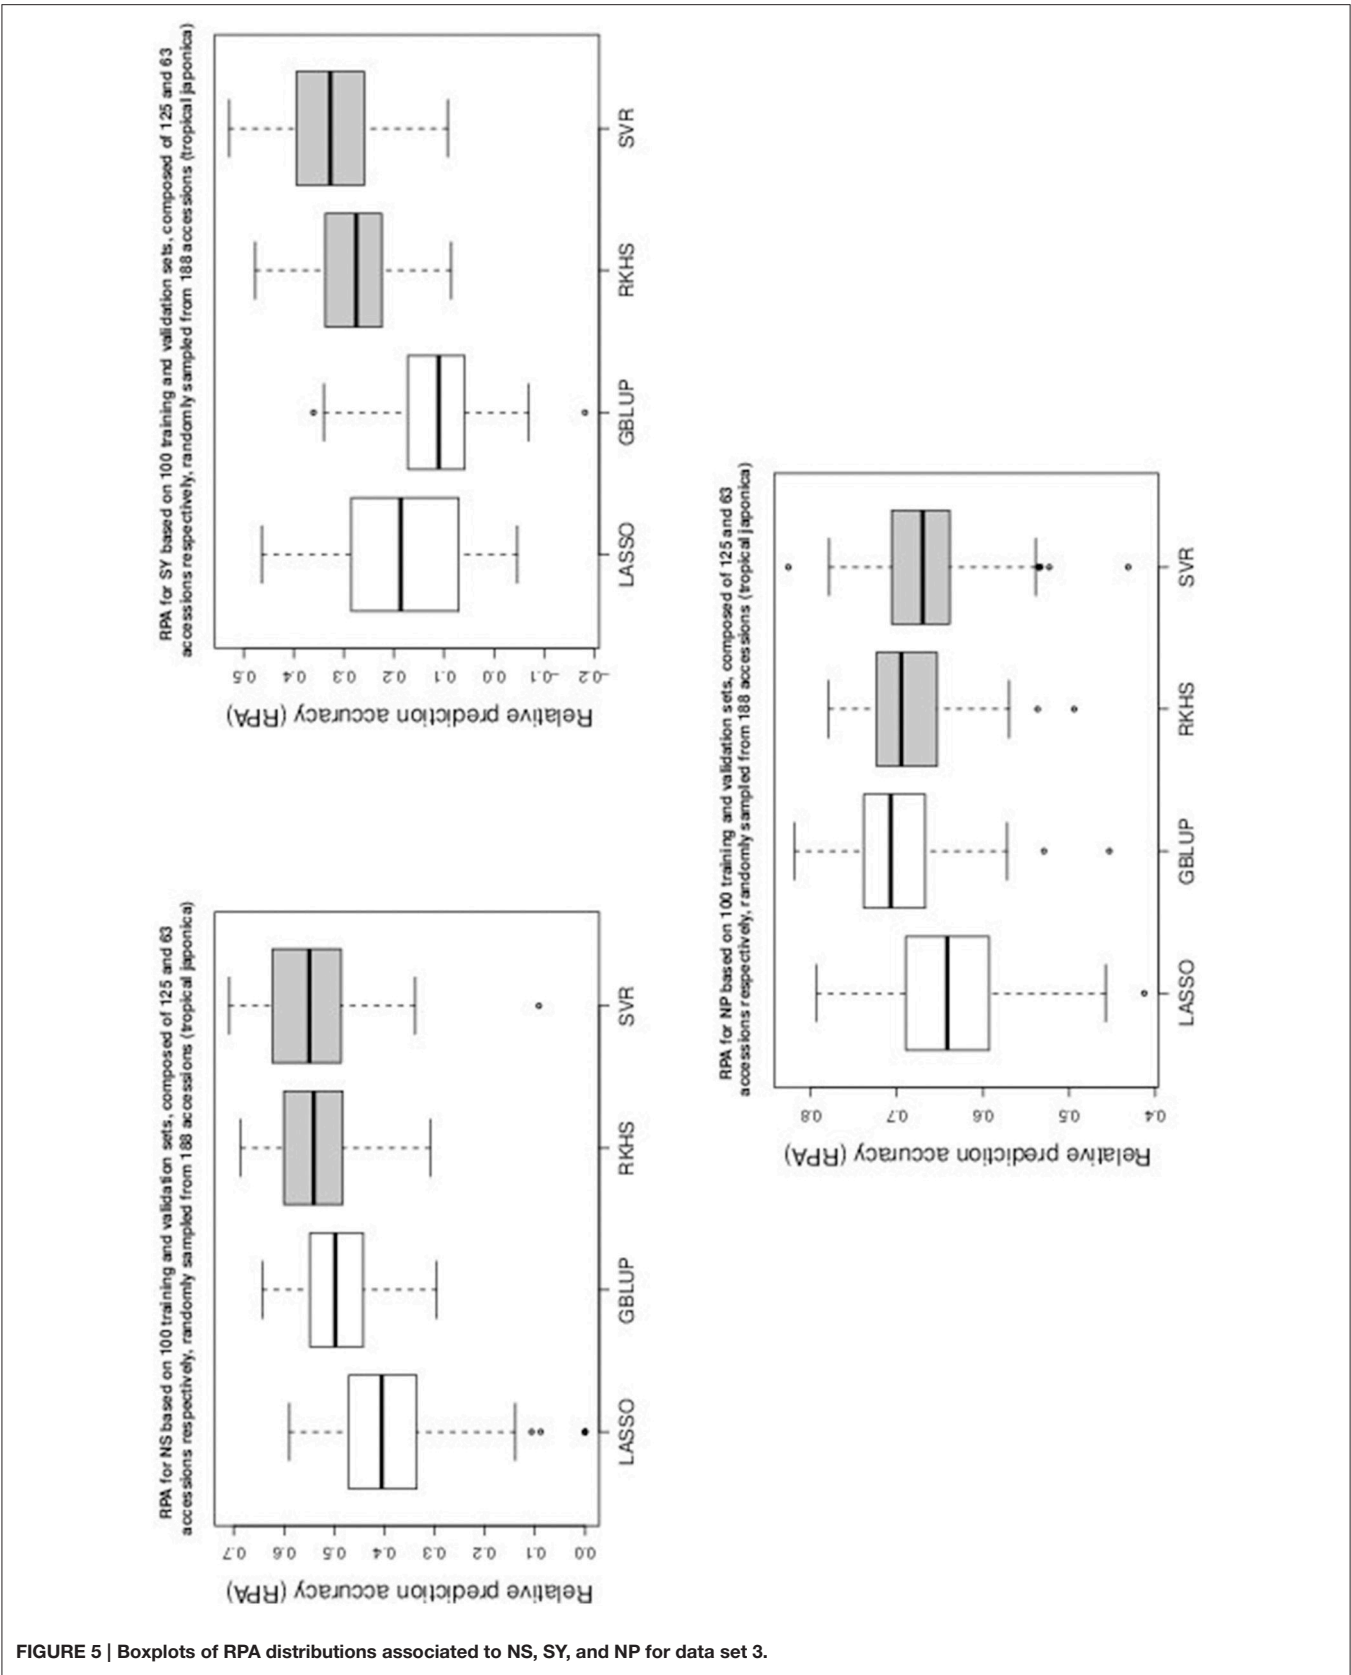 RPA for NS based on 100 training and validation sets, composed of 125 and 63
accessions respectively, randomly sampled from 188 accessions (tropical japonica)
Relative prediction accuracy (RPA)
0.0 0.1 0.2 0.3 0.4 0.5 0.6 0.7
LASSO GBLUP RKHS SVR
RPA for SY based on 100 training and validation sets, composed of 125 and 63
accessions respectively, randomly sampled from 188 accessions (tropical japonica)
Relative prediction accuracy (RPA)
-0.2 -0.1 0.0 0.1 0.2 0.3 0.4 0.5
LASSO GBLUP RKHS SVR
RPA for NP based on 100 training and validation sets, composed of 125 and 63
accessions respectively, randomly sampled from 188 accessions (tropical japonica)
Relative prediction accuracy (RPA)
0.4 0.5 0.6 0.7 0.8
LASSO GBLUP RKHS SVR
FIGURE 5 | Boxplots of RPA distributions associated to NS, SY, and NP for data set 3.